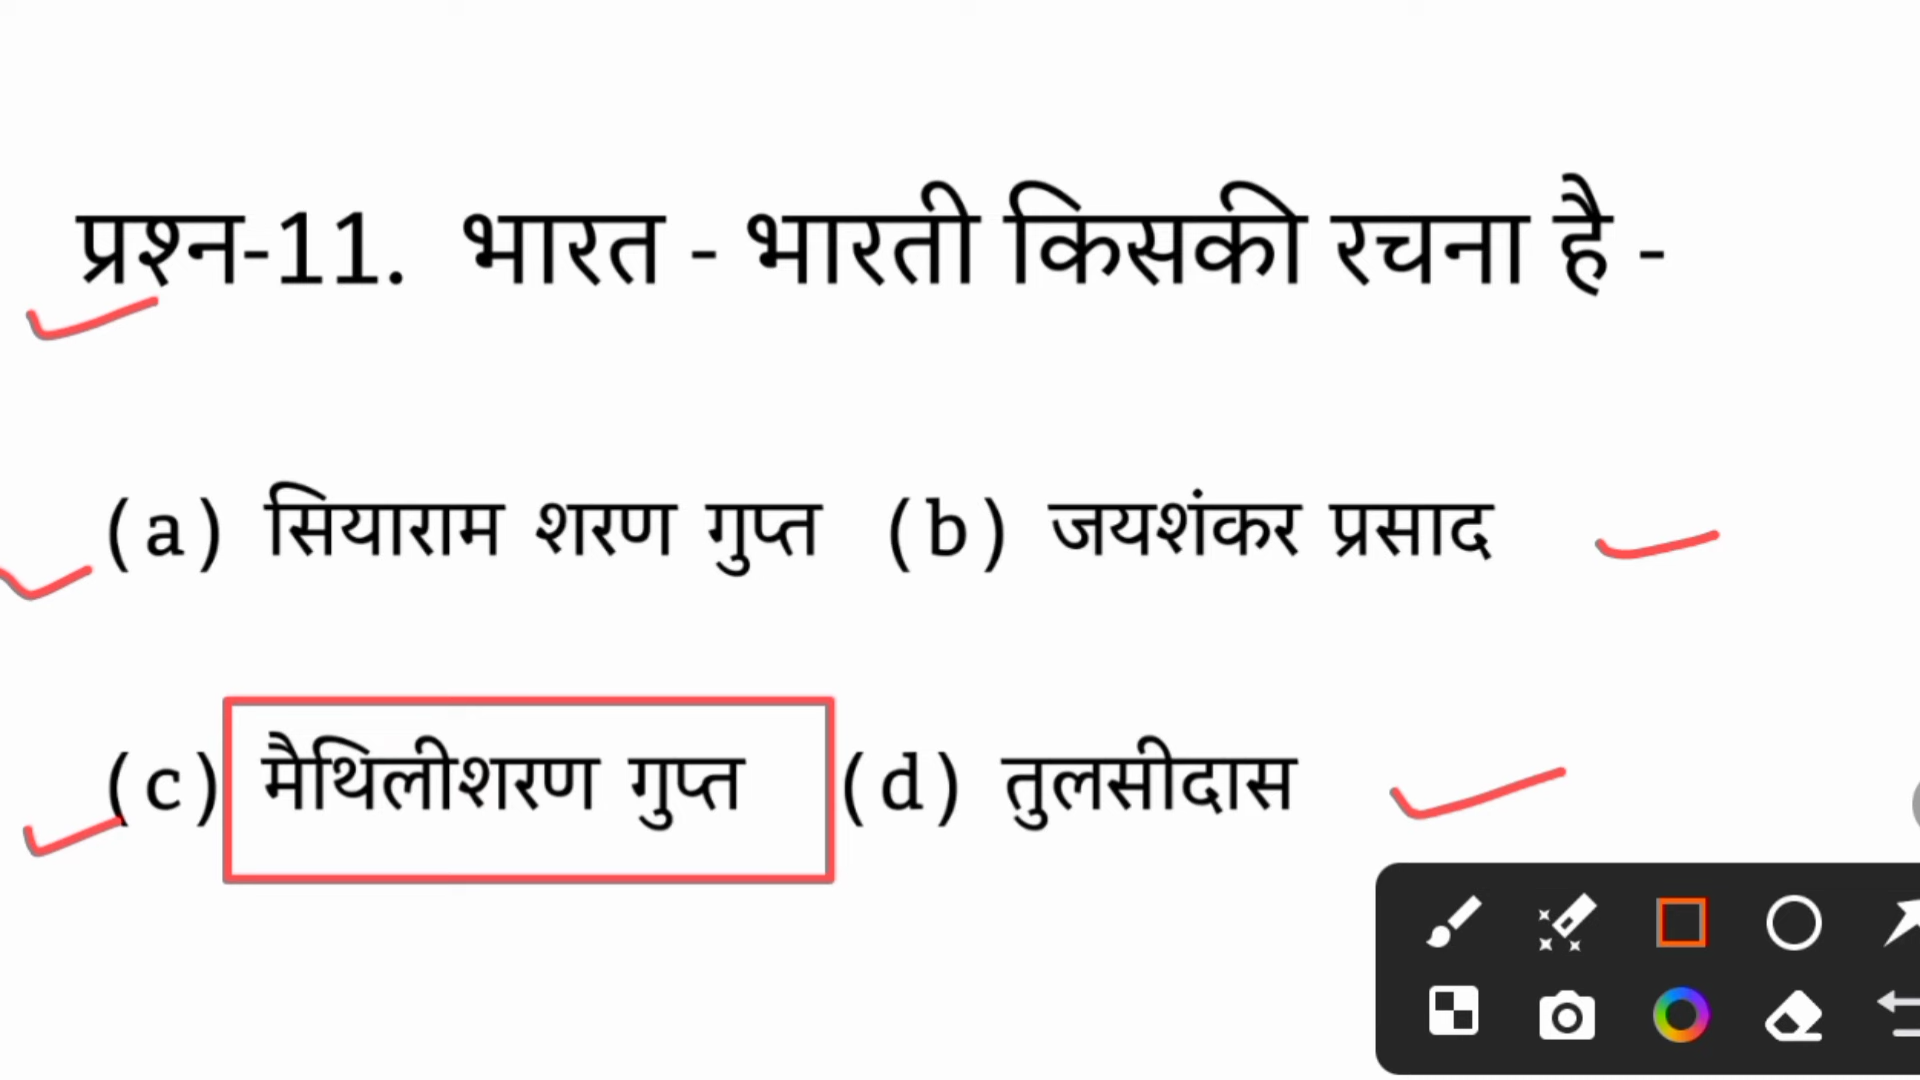 प्रश्न-11. भारत - भारती किसकी रचना है -
(a) सियाराम शरण गुप्त (b) जयशंकर प्रसाद
(c) मैथिलीशरण गुप्त (d) तुलसीदास